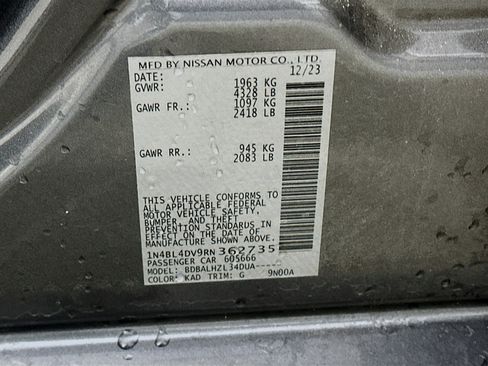 MFD BY NISSAN MOTOR CO., LTD.
DATE: 12/23
GVWR: 1963 KG
4328 LB
GAWR FR.: 1097 KG
2418 LB
GAWR RR.: 945 KG
2083 LB
THIS VEHICLE CONFORMS TO
ALL APPLICABLE FEDERAL
MOTOR VEHICLE SAFETY,
BUMPER, AND THEFT
PREVENTION STANDARDS
IN EFFECT ON THE DATE OF
MANUFACTURE SHOWN ABOVE.
1N4BL4DV9RN362735
PASSENGER CAR 605666
MODEL: BDBALHZL34DUA-----
COLOR: KAD TRIM: G 9N00A